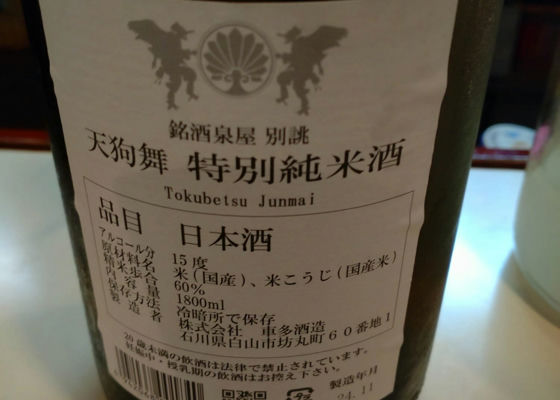 銘酒泉屋 別誂
天狗舞 特別純米酒
Tokubetsu Junmai
品目 日本酒
アルコール分 15度
原材料名 米(国産)、米こうじ(国産米)
精米歩合 60%
内容量 1800ml
保存方法 冷暗所で保存
製造者 株式会社 車多酒造
石川県白山市坊丸町60番地1
20歳未満の飲酒は法律で禁止されています。
妊娠中・授乳期の飲酒はお控え下さい。
製造年月
24.11